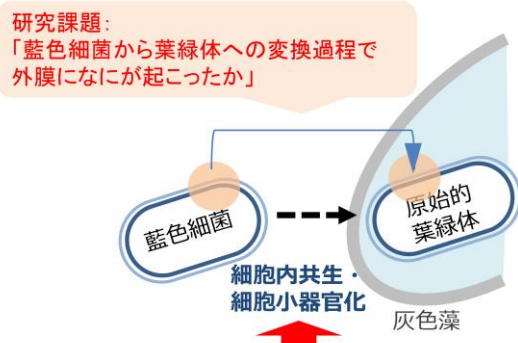 研究課題:
「藍色細菌から葉緑体への変換過程で
外膜になにが起こったか」
藍色細菌
原始的
葉緑体
細胞内共生・
細胞小器官化
灰色藻